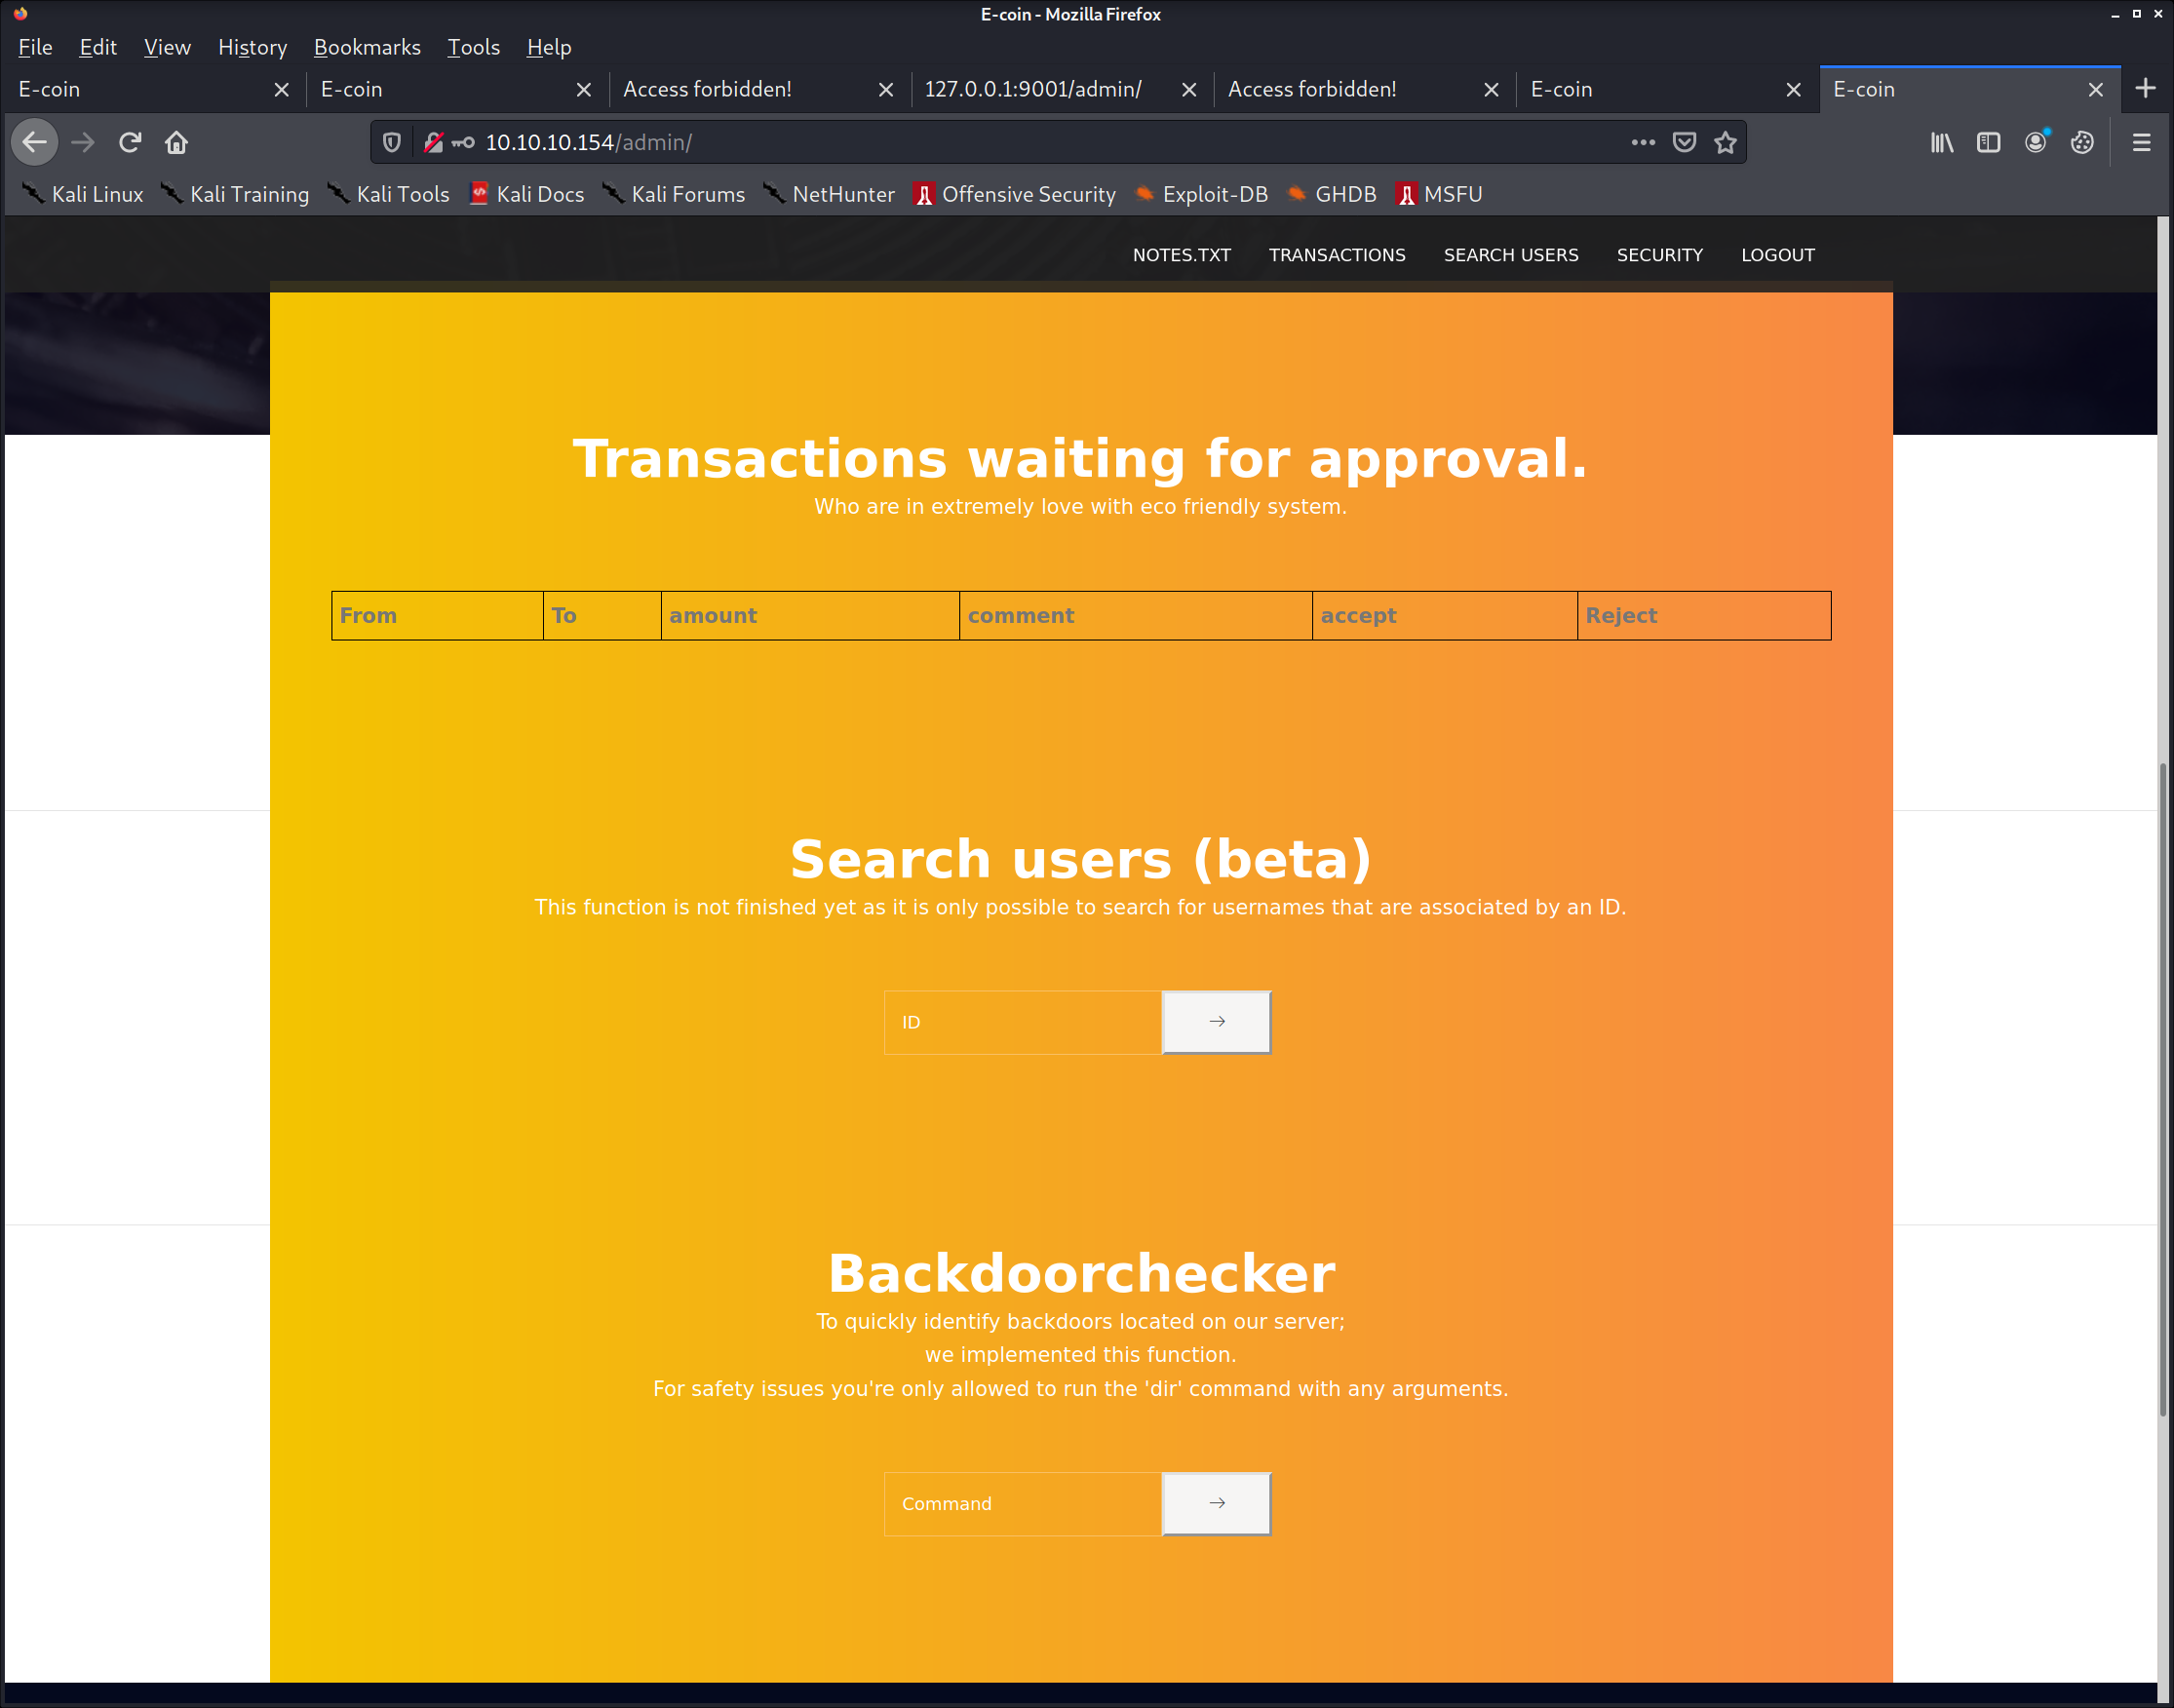 E-coin - Mozilla Firefox
File Edit View History Bookmarks Tools Help
E-coin E-coin Access forbidden! 127.0.0.1:9001/admin/ Access forbidden! E-coin E-coin
10.10.10.154/admin/
Kali Linux Kali Training Kali Tools Kali Docs Kali Forums NetHunter Offensive Security Exploit-DB GHDB MSFU
NOTES.TXT TRANSACTIONS SEARCH USERS SECURITY LOGOUT
Transactions waiting for approval.
Who are in extremely love with eco friendly system.
From To amount comment accept Reject
Search users (beta)
This function is not finished yet as it is only possible to search for usernames that are associated by an ID.
ID
Backdoorchecker
To quickly identify backdoors located on our server;
we implemented this function.
For safety issues you're only allowed to run the 'dir' command with any arguments.
Command